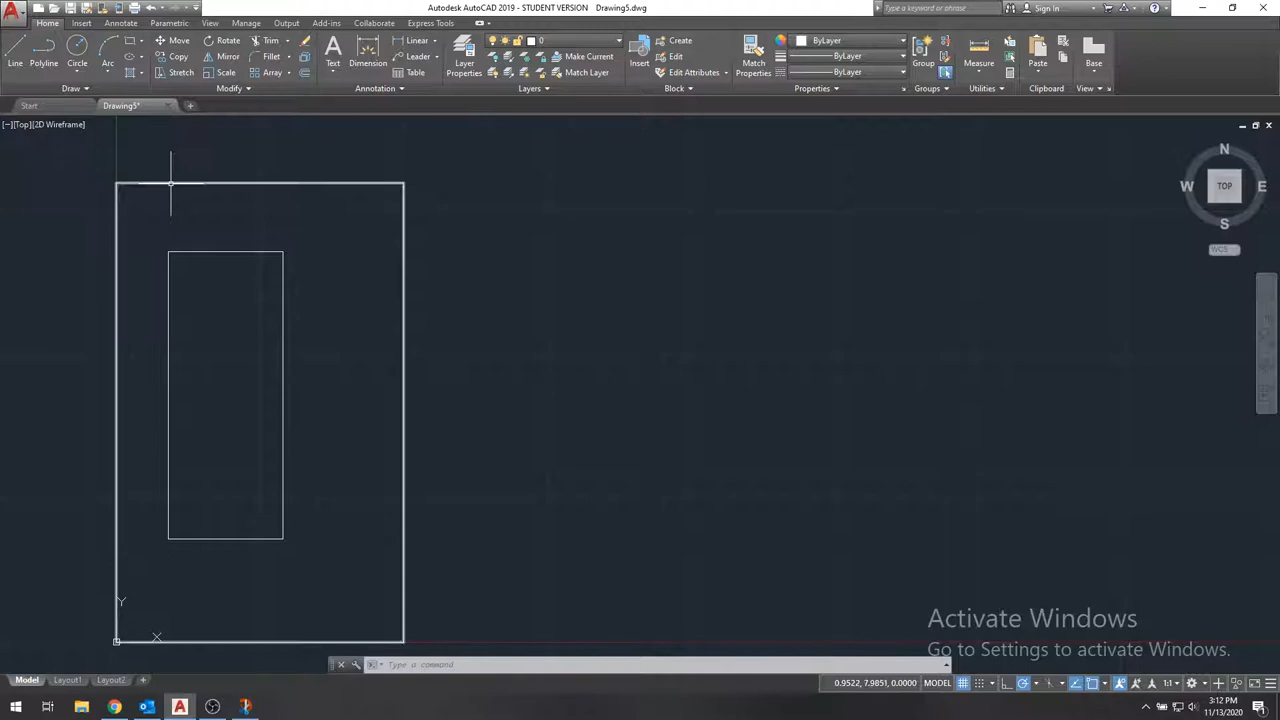 Autodesk AutoCAD 2019 - STUDENT VERSION Drawing5.dwg
Type a keyword or phrase
Sign In
Home Insert Annotate Parametric View Manage Output Add-ins Collaborate Express Tools
Line Polyline Circle Arc
Move Rotate Trim
Copy Mirror Fillet
Stretch Scale Array
Text Dimension
Linear
Leader
Table
Layer Properties
0
Make Current
Match Layer
Insert
Create
Edit
Edit Attributes
Match Properties
ByLayer
ByLayer
ByLayer
Group
Measure
Paste
Base
Draw Modify Annotation Layers Block Properties Groups Utilities Clipboard View
Start Drawing5*
[−][Top][2D Wireframe]
N
W TOP E
S
WCS
Y
X
Activate Windows
Go to Settings to activate Windows.
Type a command
Model Layout1 Layout2
0.9522, 7.9851, 0.0000 MODEL 1:1
3:12 PM
11/13/2020